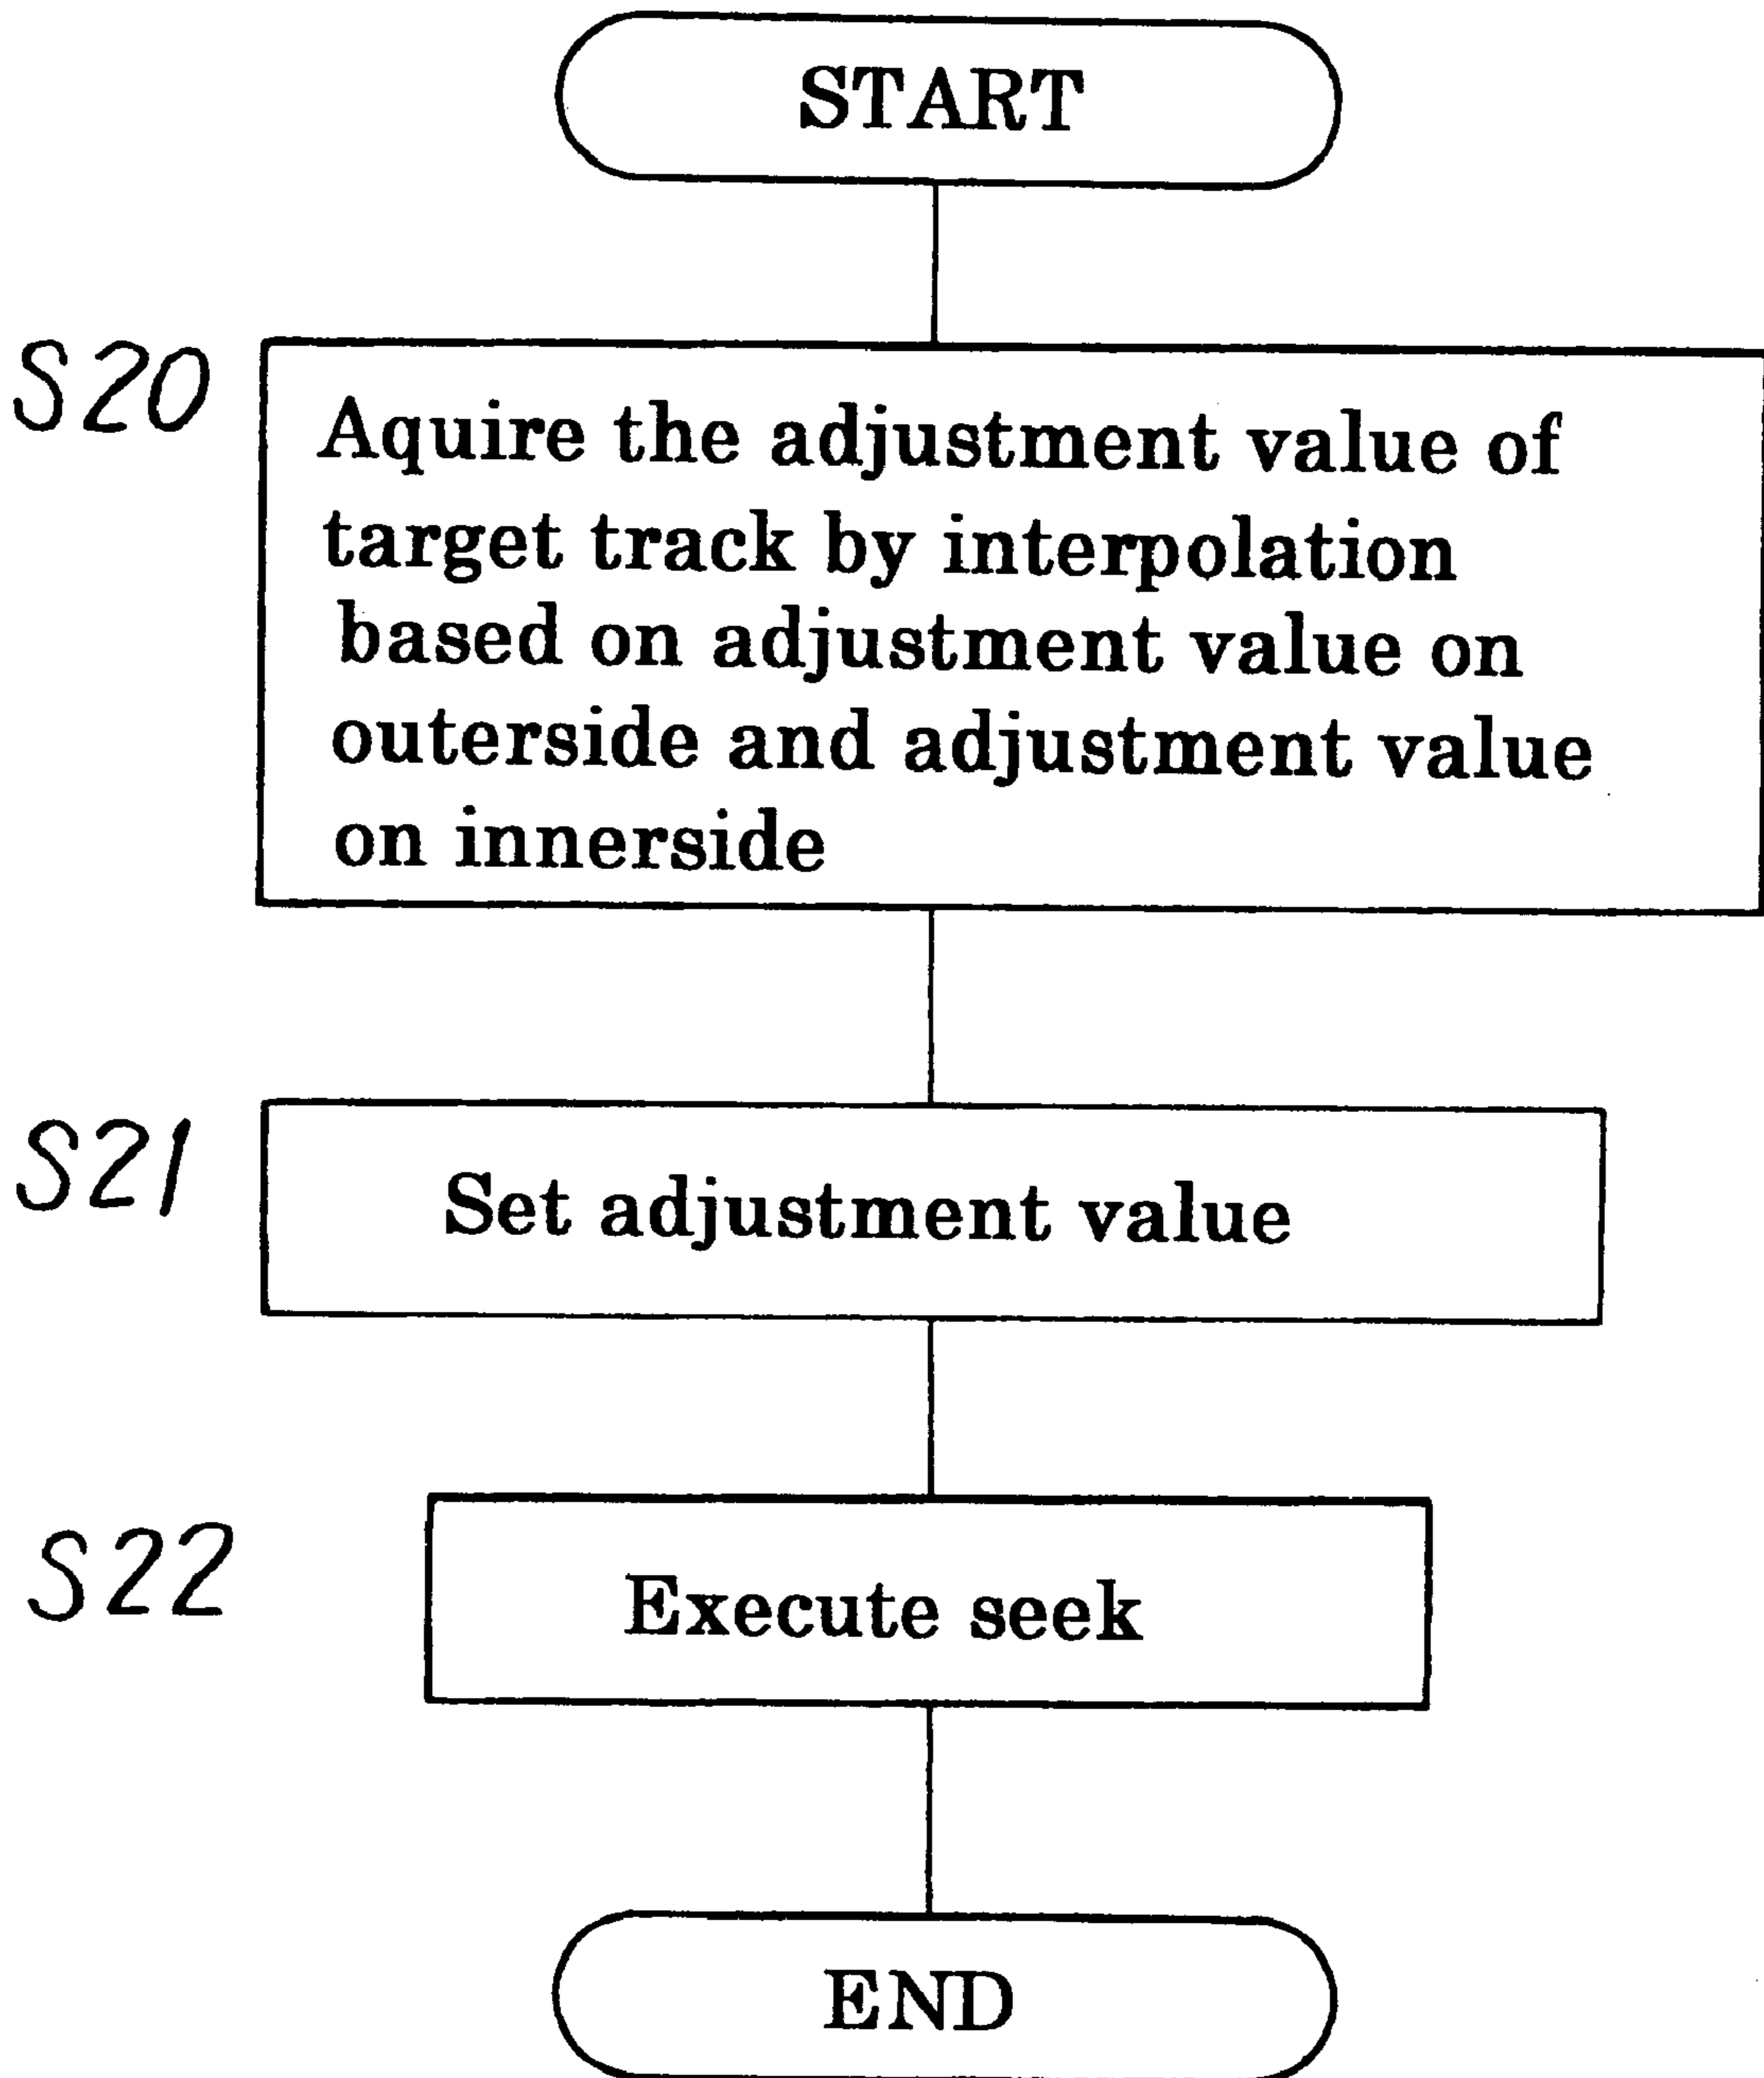 START
S20
Aquire the adjustment value of
target track by interpolation
based on adjustment value on
outerside and adjustment value
on innerside
S21
Set adjustment value
S22
Execute seek
END